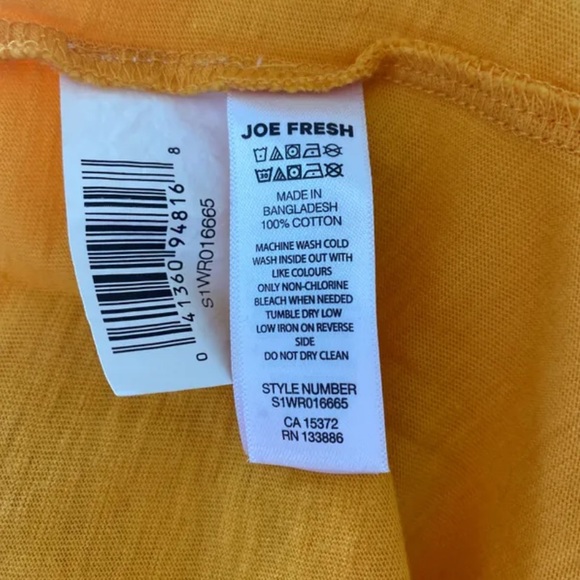 0 41360 94816 8
S1WR016665
JOE FRESH
MADE IN
BANGLADESH
100% COTTON
MACHINE WASH COLD
WASH INSIDE OUT WITH
LIKE COLOURS
ONLY NON-CHLORINE
BLEACH WHEN NEEDED
TUMBLE DRY LOW
LOW IRON ON REVERSE
SIDE
DO NOT DRY CLEAN
STYLE NUMBER
S1WR016665
CA 15372
RN 133886